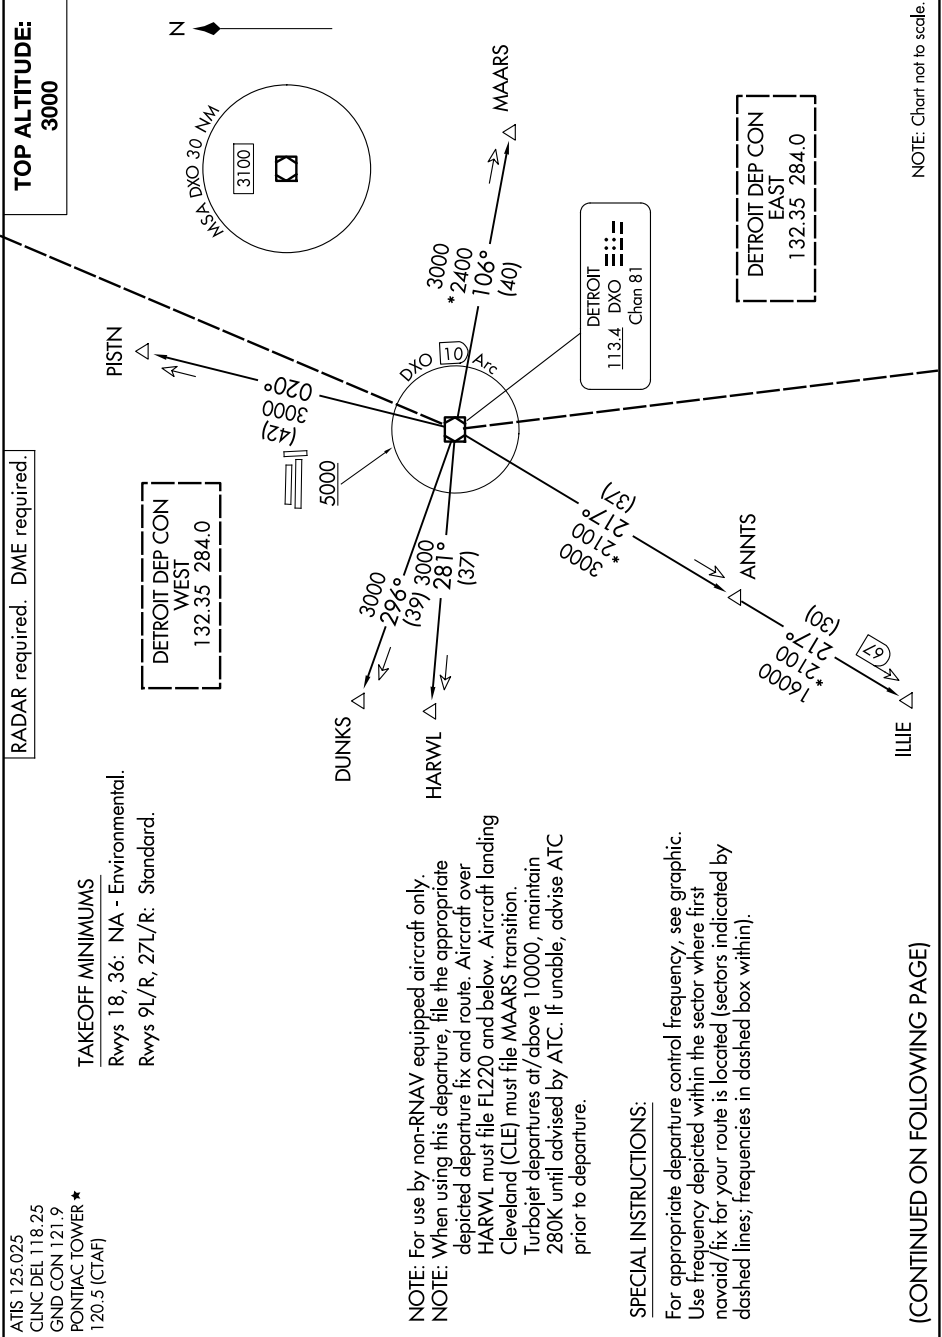 ATIS 125.025
CLNC DEL 118.25
GND CON 121.9
PONTIAC TOWER ★
120.5 (CTAF)
RADAR required. DME required.
TOP ALTITUDE:
3000
TAKEOFF MINIMUMS
Rwys 18, 36: NA - Environmental.
Rwys 9L/R, 27L/R: Standard.
DETROIT DEP CON
WEST
132.35 284.0
PISTN
N
MSA DXO 30 NM
3100
020°
3000
(42)
5000
DXO 10 Arc
3000
*2400
106°
(40)
MAARS
DUNKS
3000
296°
(39)
HARWL
3000
281°
(37)
DETROIT
113.4 DXO
Chan 81
DETROIT DEP CON
EAST
132.35 284.0
(37)
217°
*2100
3000
ANNTS
(30)
217°
*2100
16000
67
ILLIE
NOTE: For use by non-RNAV equipped aircraft only.
NOTE: When using this departure, file the appropriate
depicted departure fix and route. Aircraft over
HARWL must file FL220 and below. Aircraft landing
Cleveland (CLE) must file MAARS transition.
Turbojet departures at/above 10000, maintain
280K until advised by ATC. If unable, advise ATC
prior to departure.
SPECIAL INSTRUCTIONS:
For appropriate departure control frequency, see graphic.
Use frequency depicted within the sector where first
navaid/fix for your route is located (sectors indicated by
dashed lines; frequencies in dashed box within).
(CONTINUED ON FOLLOWING PAGE)
NOTE: Chart not to scale.